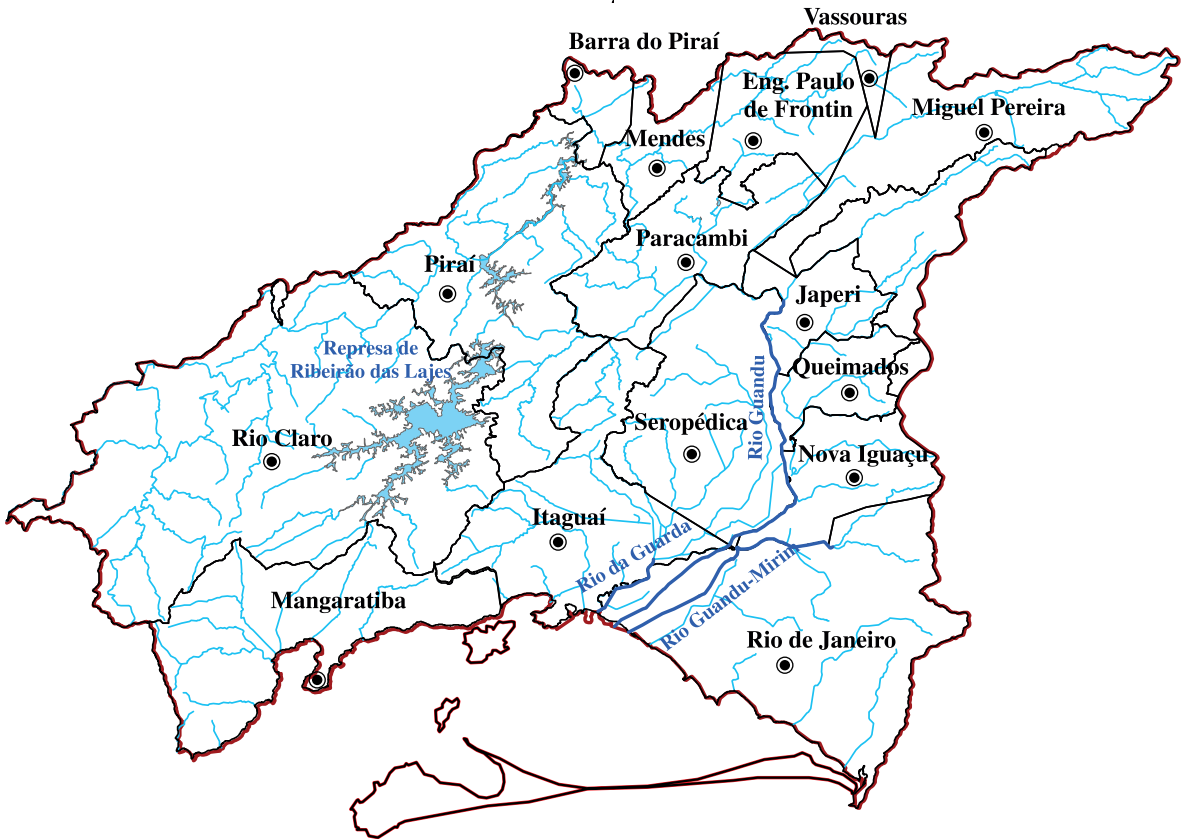 Vassouras
Barra do Piraí
Eng. Paulo
de Frontin
Miguel Pereira
Mendes
Paracambi
Piraí
Japeri
Represa de
Ribeirão das Lajes
Rio Guandu
Queimados
Seropédica
Rio Claro
Nova Iguaçu
Itaguaí
Rio da Guarda
Rio Guandu-Mirim
Mangaratiba
Rio de Janeiro